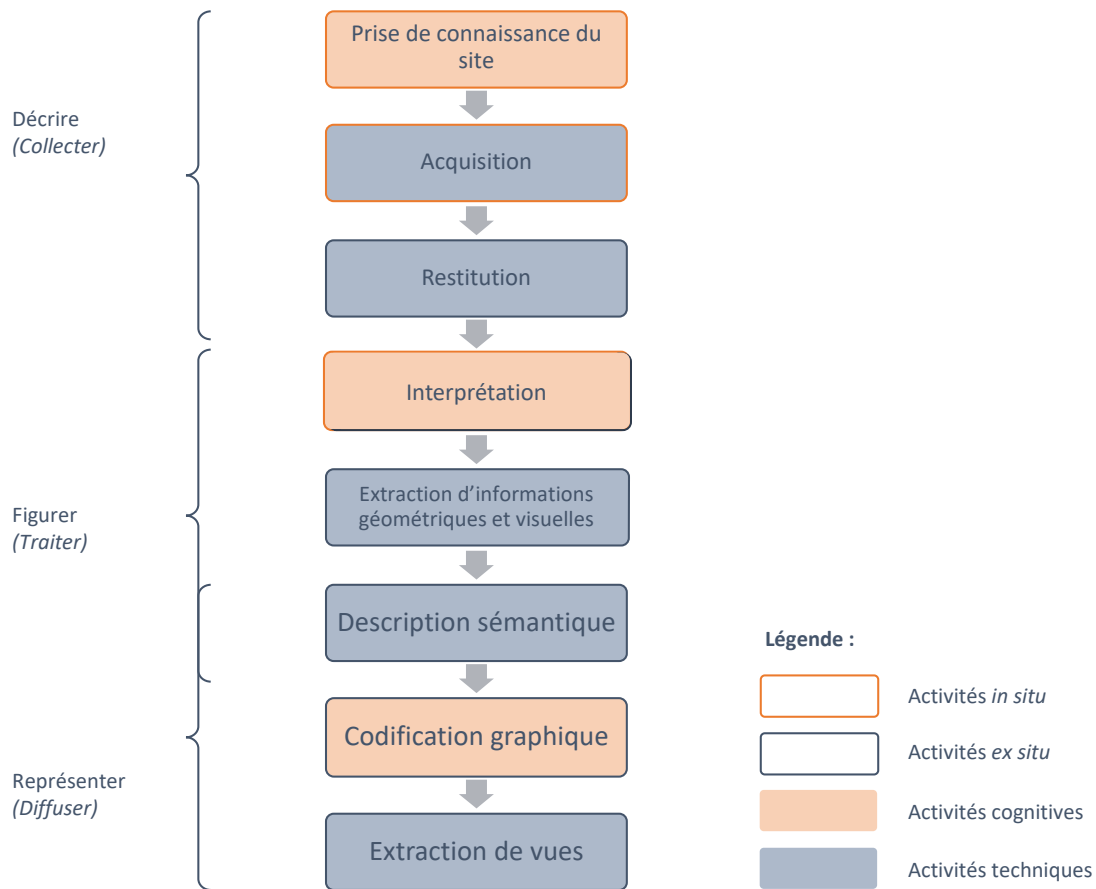 Prise de connaissance du
site
Décrire
(Collecter)
Acquisition
Restitution
Interprétation
Figurer
(Traiter)
Extraction d’informations
géométriques et visuelles
Description sémantique
Codification graphique
Représenter
(Diffuser)
Extraction de vues
Légende :
Activités in situ
Activités ex situ
Activités cognitives
Activités techniques